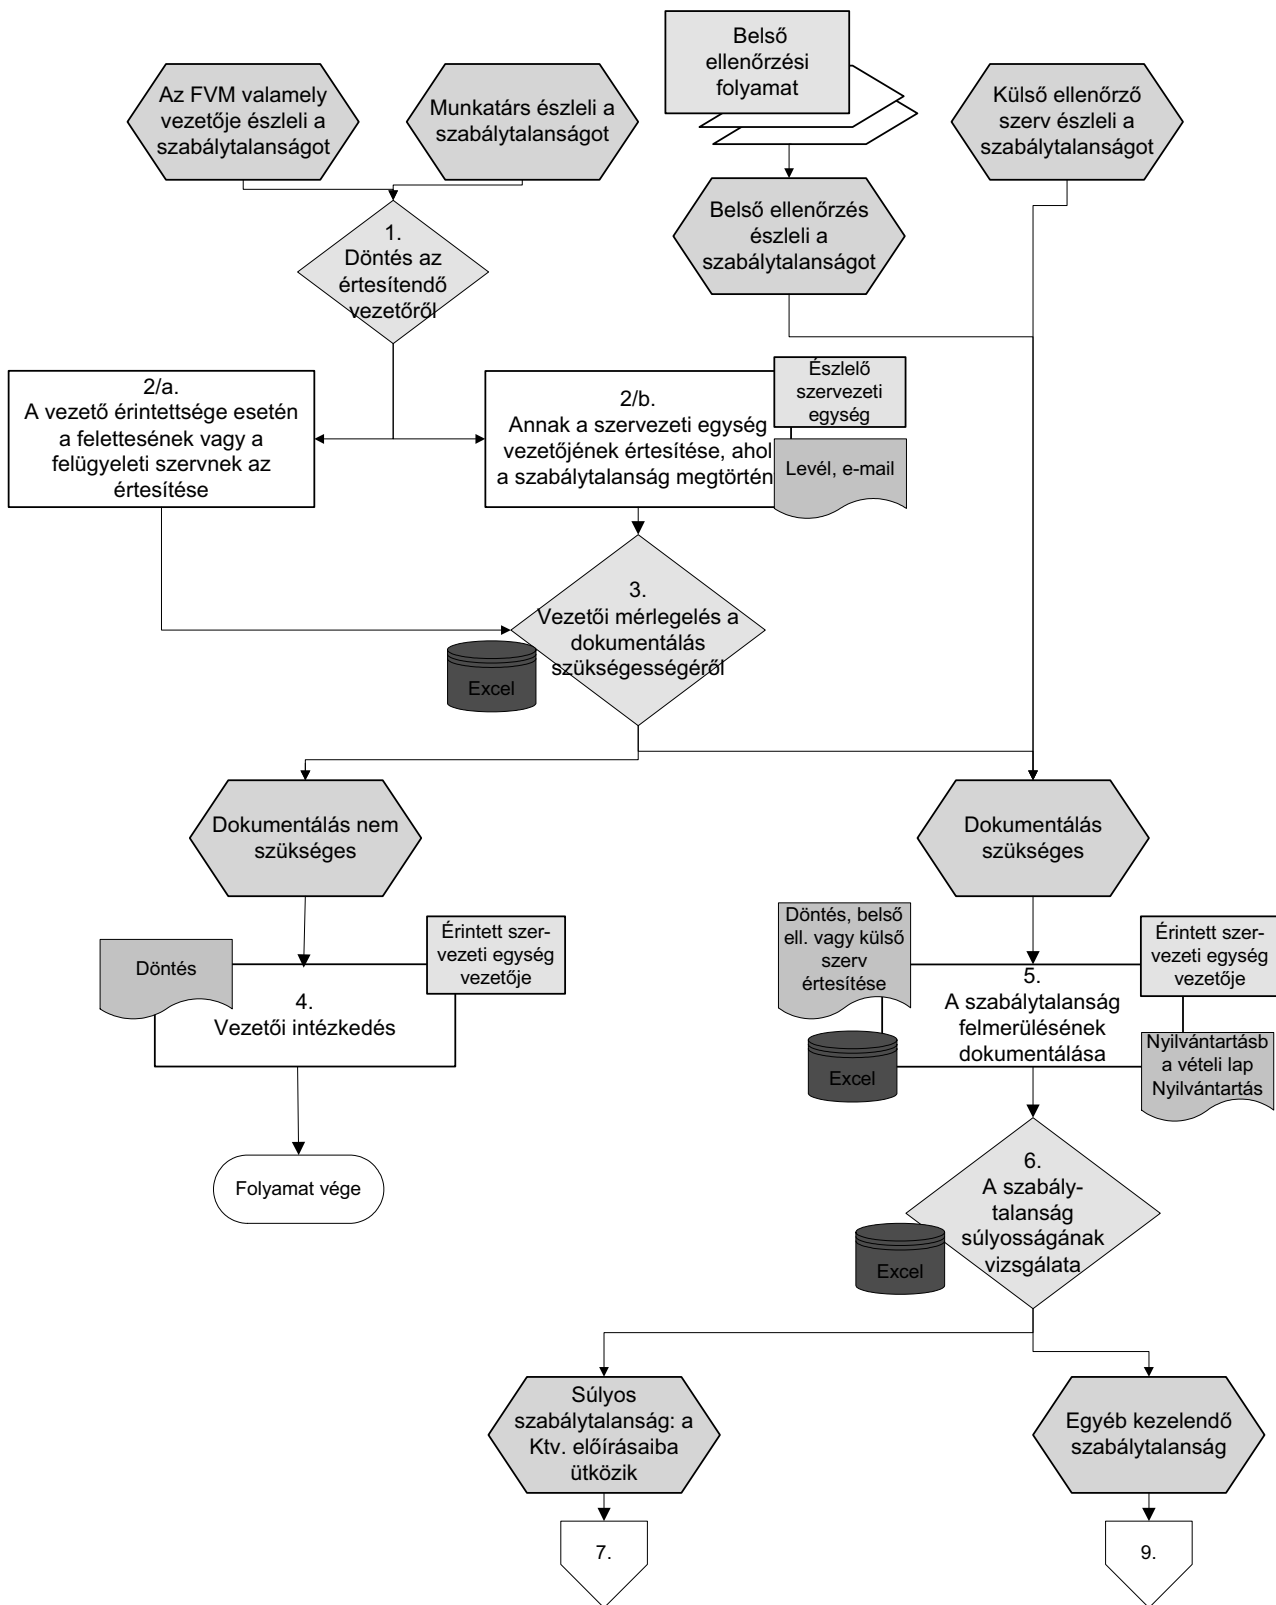 Belső
ellenőrzési
folyamat
Az FVM valamely
vezetője észleli a
szabálytalanságot
Munkatárs észleli a
szabálytalanságot
Külső ellenőrző
szerv észleli a
szabálytalanságot
Belső ellenőrzés
észleli a
szabálytalanságot
1.
Döntés az
értesítendő
vezetőről
2/a.
A vezető érintettsége esetén
a felettesének vagy a
felügyeleti szervnek az
értesítése
2/b.
Annak a szervezeti egység
vezetőjének értesítése, ahol
a szabálytalanság megtörtén
Észlelő
szervezeti
egység
Levél, e-mail
3.
Vezetői mérlegelés a
dokumentálás
szükségességéről
Excel
Dokumentálás nem
szükséges
Dokumentálás
szükséges
Döntés
Érintett szer-
vezeti egység
vezetője
4.
Vezetői intézkedés
Döntés, belső
ell. vagy külső
szerv
értesítése
Érintett szer-
vezeti egység
vezetője
5.
A szabálytalanság
felmerülésének
dokumentálása
Excel
Nyilvántartásb
a vételi lap
Nyilvántartás
Folyamat vége
6.
A szabály-
talanság
súlyosságának
vizsgálata
Excel
Súlyos
szabálytalanság: a
Ktv. előírásaiba
ütközik
Egyéb kezelendő
szabálytalanság
7.
9.